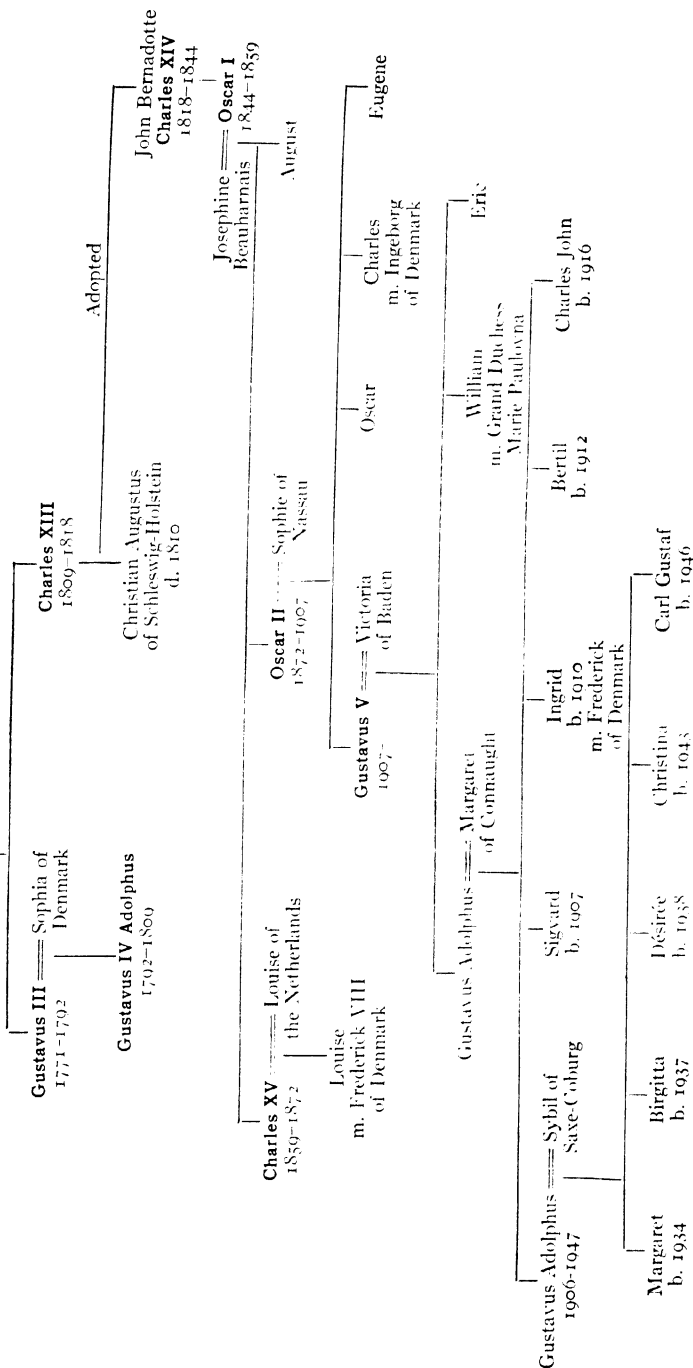 Gustavus III == Sophia of
1771–1792 Denmark
Charles XIII
1809–1818
Adopted
Gustavus IV Adolphus
1792–1809
Christian Augustus
of Schleswig-Holstein
d. 1810
John Bernadotte
Charles XIV
1818–1844
Josephine == Oscar I
Beauharnais 1844–1859
Charles XV == Louise of
1859–1872 the Netherlands
Oscar II == Sophie of
1872–1907 Nassau
August
Louise
m. Frederick VIII
of Denmark
Gustavus V == Victoria
1907- of Baden
Oscar
Charles
m. Ingeborg
of Denmark
Eugene
Gustavus Adolphus == Margaret
of Connaught
William
m. Grand Duchess
Marie Paulovna
Eric
Gustavus Adolphus == Sybil of
1906-1947 Saxe-Coburg
Sigvard
b. 1907
Ingrid
b. 1910
m. Frederick
of Denmark
Bertil
b. 1912
Charles John
b. 1916
Margaret
b. 1934
Birgitta
b. 1937
Désirée
b. 1938
Christina
b. 1943
Carl Gustaf
b. 1946